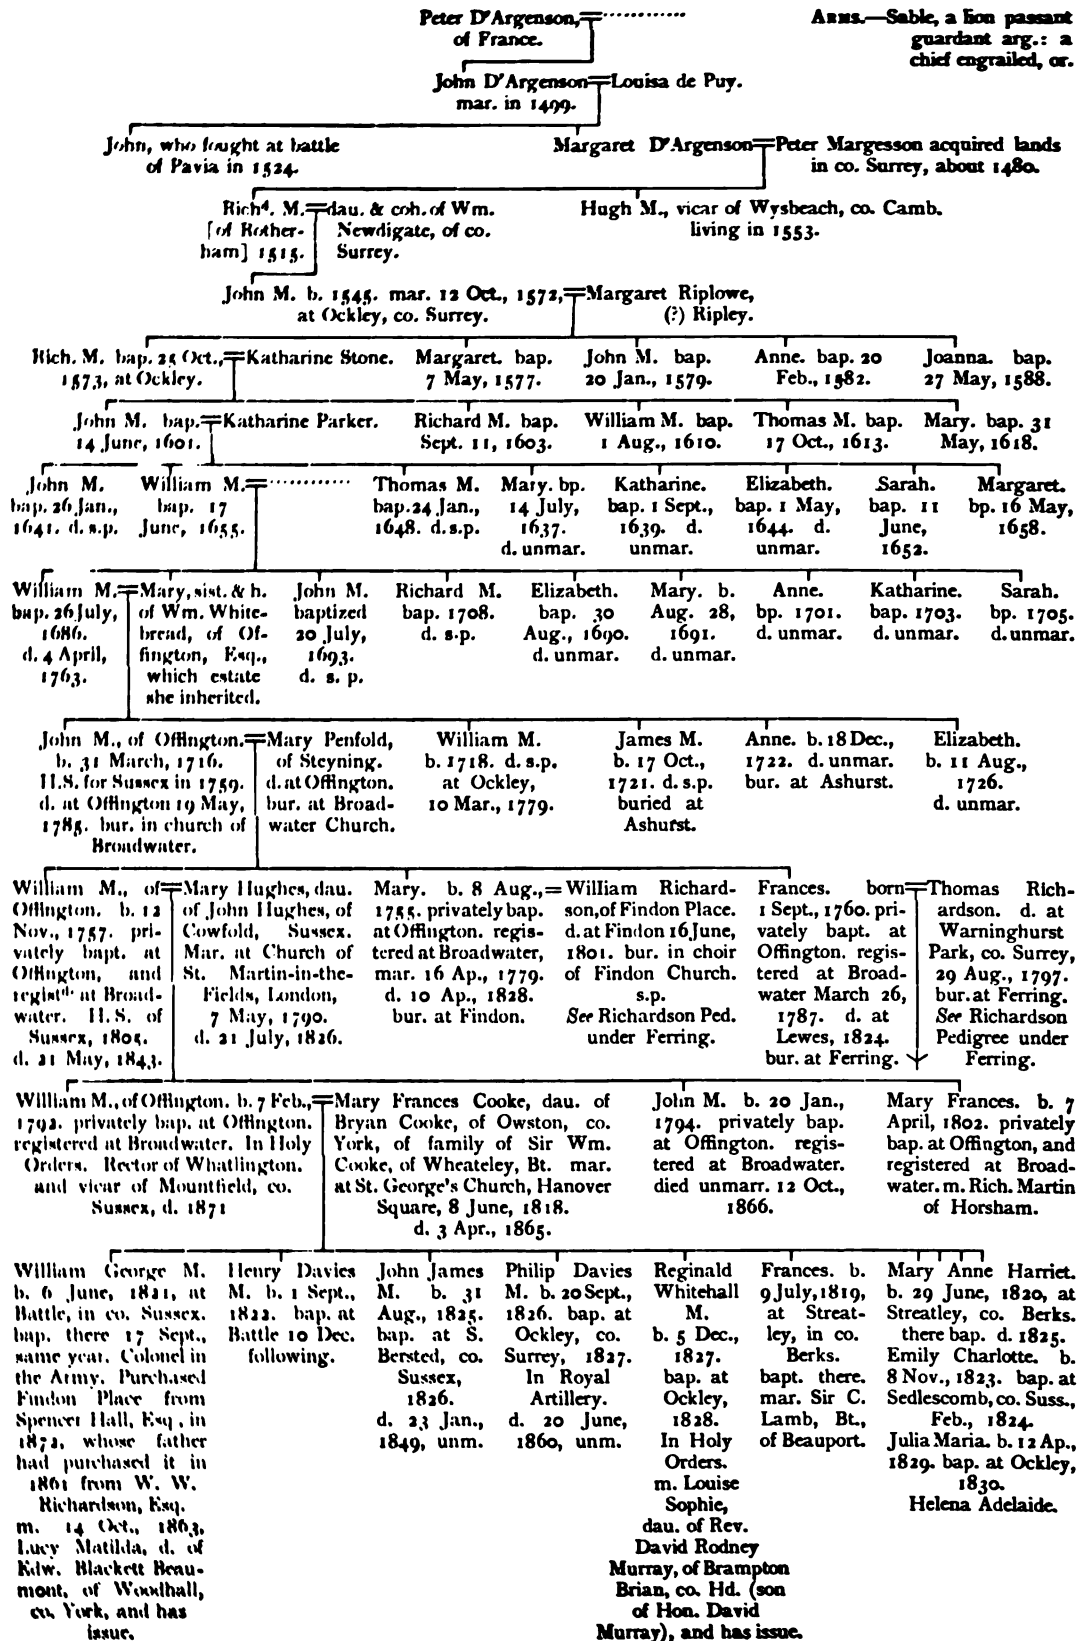 Peter D'Argenson,
of France.
ARMS.—Sable, a lion passant
guardant arg.: a
chief engrailed, or.
John D'Argenson=Louisa de Puy.
mar. in 1499.
John, who fought at battle
of Pavia in 1524.
Margaret D'Argenson=Peter Margesson acquired lands
in co. Surrey, about 1480.
Richd. M.
[of Rother-
ham] 1515.
dau. & coh. of Wm.
Newdigate, of co.
Surrey.
Hugh M., vicar of Wysbeach, co. Camb.
living in 1553.
John M. b. 1545. mar. 12 Oct., 1572,
at Ockley, co. Surrey.
Margaret Riplowe,
(?) Ripley.
Rich. M. bap. 25 Oct.,
1573, at Ockley.
Katharine Stone.
Margaret. bap.
7 May, 1577.
John M. bap.
20 Jan., 1579.
Anne. bap. 20
Feb., 1582.
Joanna. bap.
27 May, 1588.
John M. bap.
14 June, 1601.
Katharine Parker.
Richard M. bap.
Sept. 11, 1603.
William M. bap.
1 Aug., 1610.
Thomas M. bap.
17 Oct., 1613.
Mary. bap. 31
May, 1618.
John M.
bap. 26 Jan.,
1641. d.s.p.
William M.
bap. 17
June, 1655.
Thomas M.
bap. 24 Jan.,
1648. d.s.p.
Mary. bp.
14 July,
1637.
d. unmar.
Katharine.
bap. 1 Sept.,
1639. d.
unmar.
Elizabeth.
bap. 1 May,
1644. d.
unmar.
Sarah.
bap. 11
June,
1652.
Margaret.
bp. 16 May,
1658.
William M.
bap. 26 July,
1686.
d. 4 April,
1763.
Mary, sist. & h.
of Wm. White-
bread, of Of-
fington, Esq.,
which estate
she inherited.
John M.
baptized
20 July,
1693.
d. s. p.
Richard M.
bap. 1708.
d. s.p.
Elizabeth.
bap. 30
Aug., 1690.
d. unmar.
Mary. b.
Aug. 28,
1691.
d. unmar.
Anne.
bp. 1701.
d. unmar.
Katharine.
bap. 1703.
d. unmar.
Sarah.
bp. 1705.
d. unmar.
John M., of Offington.
b. 31 March, 1716.
H.S. for Sussex in 1759.
d. at Offington 19 May,
1785. bur. in church of
Broadwater.
Mary Penfold,
of Steyning.
d. at Offington.
bur. at Broad-
water Church.
William M.
b. 1718. d.s.p.
at Ockley,
10 Mar., 1779.
James M.
b. 17 Oct.,
1721. d.s.p.
buried at
Ashurst.
Anne. b. 18 Dec.,
1722. d. unmar.
bur. at Ashurst.
Elizabeth.
b. 11 Aug.,
1726.
d. unmar.
William M., of
Offington. b. 12
Nov., 1757. pri-
vately bapt. at
Offington, and
registd. at Broad-
water. H.S. of
Sussex, 1805.
d. 21 May, 1843.
Mary Hughes, dau.
of John Hughes, of
Cowfold, Sussex.
Mar. at Church of
St. Martin-in-the-
Fields, London,
7 May, 1790.
d. 21 July, 1826.
Mary. b. 8 Aug.,
1755. privately bap.
at Offington. regis-
tered at Broadwater,
mar. 16 Ap., 1779.
d. 10 Ap., 1828.
bur. at Findon.
William Richard-
son, of Findon Place.
d. at Findon 16 June,
1801. bur. in choir
of Findon Church.
s.p.
See Richardson Ped.
under Ferring.
Frances. born
1 Sept., 1760. pri-
vately bapt. at
Offington. regis-
tered at Broad-
water March 26,
1787. d. at
Lewes, 1824.
bur. at Ferring.
Thomas Rich-
ardson. d. at
Warninghurst
Park, co. Surrey,
29 Aug., 1797.
bur. at Ferring.
See Richardson
Pedigree under
Ferring.
William M., of Offington. b. 7 Feb.,
1792. privately bap. at Offington.
registered at Broadwater. In Holy
Orders. Rector of Whatlington.
and vicar of Mountfield, co.
Sussex, d. 1871
Mary Frances Cooke, dau. of
Bryan Cooke, of Owston, co.
York, of family of Sir Wm.
Cooke, of Wheateley, Bt. mar.
at St. George's Church, Hanover
Square, 8 June, 1818.
d. 3 Apr., 1865.
John M. b. 20 Jan.,
1794. privately bap.
at Offington. regis-
tered at Broadwater.
died unmarr. 12 Oct.,
1866.
Mary Frances. b. 7
April, 1802. privately
bap. at Offington, and
registered at Broad-
water. m. Rich. Martin
of Horsham.
William George M.
b. 6 June, 1821, at
Battle, in co. Sussex.
bap. there 17 Sept.,
same year. Colonel in
the Army. Purchased
Findon Place from
Spencer Hall, Esq., in
1872, whose father
had purchased it in
1861 from W. W.
Richardson, Esq.
m. 14 Oct., 1863,
Lucy Matilda, d. of
Edw. Blackett Beau-
mont, of Woodhall,
co. York, and has
issue.
Henry Davies
M. b. 1 Sept.,
1822. bap. at
Battle 10 Dec.
following.
John James
M. b. 31
Aug., 1825.
bap. at S.
Bersted, co.
Sussex,
1826.
d. 23 Jan.,
1849, unm.
Philip Davies
M. b. 20 Sept.,
1826. bap. at
Ockley, co.
Surrey, 1827.
In Royal
Artillery.
d. 20 June,
1860, unm.
Reginald
Whitehall
M.
b. 5 Dec.,
1827.
bap. at
Ockley,
1828.
In Holy
Orders.
m. Louise
Sophie,
dau. of Rev.
David Rodney
Murray, of Brampton
Brian, co. Hd. (son
of Hon. David
Murray), and has issue.
Frances. b.
9 July, 1819,
at Streat-
ley, in co.
Berks.
bapt. there.
mar. Sir C.
Lamb, Bt.,
of Beauport.
Mary Anne Harriet.
b. 29 June, 1820, at
Streatley, co. Berks.
there bap. d. 1825.
Emily Charlotte. b.
8 Nov., 1823. bap. at
Sedlescomb, co. Suss.,
Feb., 1824.
Julia Maria. b. 12 Ap.,
1829. bap. at Ockley,
1830.
Helena Adelaide.